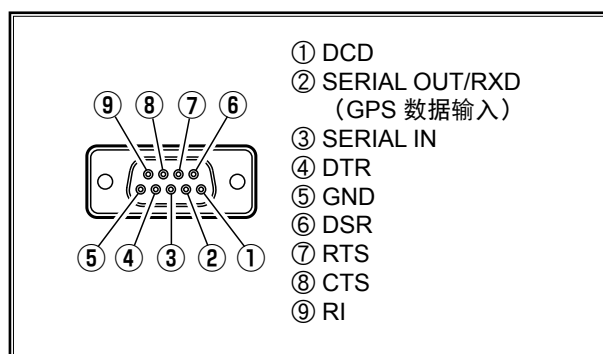 ① DCD
② SERIAL OUT/RXD
（GPS 数据输入）
③ SERIAL IN
④ DTR
⑤ GND
⑥ DSR
⑦ RTS
⑧ CTS
⑨ RI
⑨ ⑧ ⑦ ⑥
⑤ ④ ③ ② ①